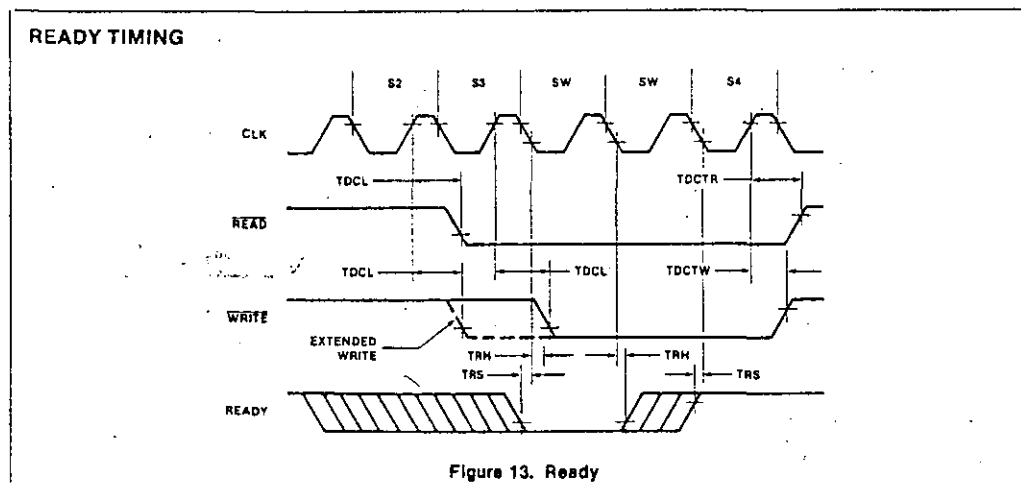 READY TIMING
S2 S3 SW SW S4
CLK
TDCL TDCTR
READ
TDCL TDCL TDCTW
WRITE
EXTENDED
WRITE
TRH TRH
TRS TRS
READY
Figure 13. Ready